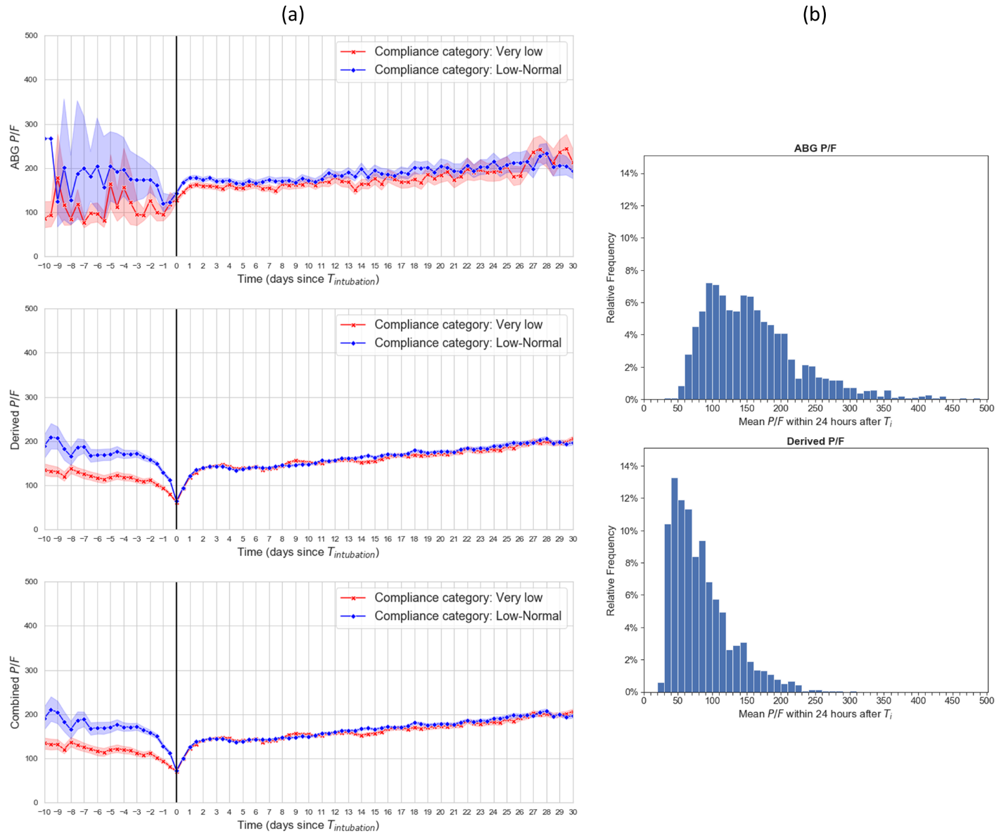 (a)
(b)
500
400
300
200
100
0
ABG P/F
Compliance category: Very low
Compliance category: Low-Normal
−10 −9 −8 −7 −6 −5 −4 −3 −2 −1 0 1 2 3 4 5 6 7 8 9 10 11 12 13 14 15 16 17 18 19 20 21 22 23 24 25 26 27 28 29 30
Time (days since T_intubation)
500
400
300
200
100
0
Derived P/F
Compliance category: Very low
Compliance category: Low-Normal
−10 −9 −8 −7 −6 −5 −4 −3 −2 −1 0 1 2 3 4 5 6 7 8 9 10 11 12 13 14 15 16 17 18 19 20 21 22 23 24 25 26 27 28 29 30
Time (days since T_intubation)
500
400
300
200
100
0
Combined P/F
Compliance category: Very low
Compliance category: Low-Normal
−10 −9 −8 −7 −6 −5 −4 −3 −2 −1 0 1 2 3 4 5 6 7 8 9 10 11 12 13 14 15 16 17 18 19 20 21 22 23 24 25 26 27 28 29 30
Time (days since T_intubation)
ABG P/F
14%
12%
10%
8%
6%
4%
2%
0%
Relative Frequency
0 50 100 150 200 250 300 350 400 450 500
Mean P/F within 24 hours after T_i
Derived P/F
14%
12%
10%
8%
6%
4%
2%
0%
Relative Frequency
0 50 100 150 200 250 300 350 400 450 500
Mean P/F within 24 hours after T_i